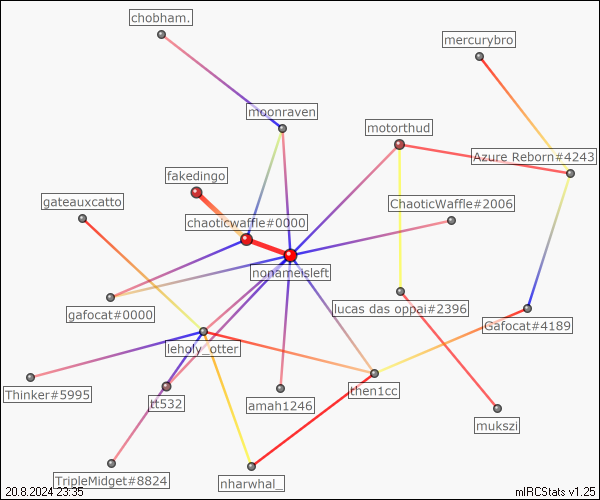 chobham.
mercurybro
moonraven
motorthud
Azure Reborn#4243
fakedingo
gateauxcatto
ChaoticWaffle#2006
chaoticwaffle#0000
nonameisleft
gafocat#0000
lucas das oppai#2396
Gafocat#4189
leholy_otter
Thinker#5995
tt532
amah1246
then1cc
mukszi
TripleMidget#8824
nharwhal_
20.8.2024 23:35
mIRCStats v1.25